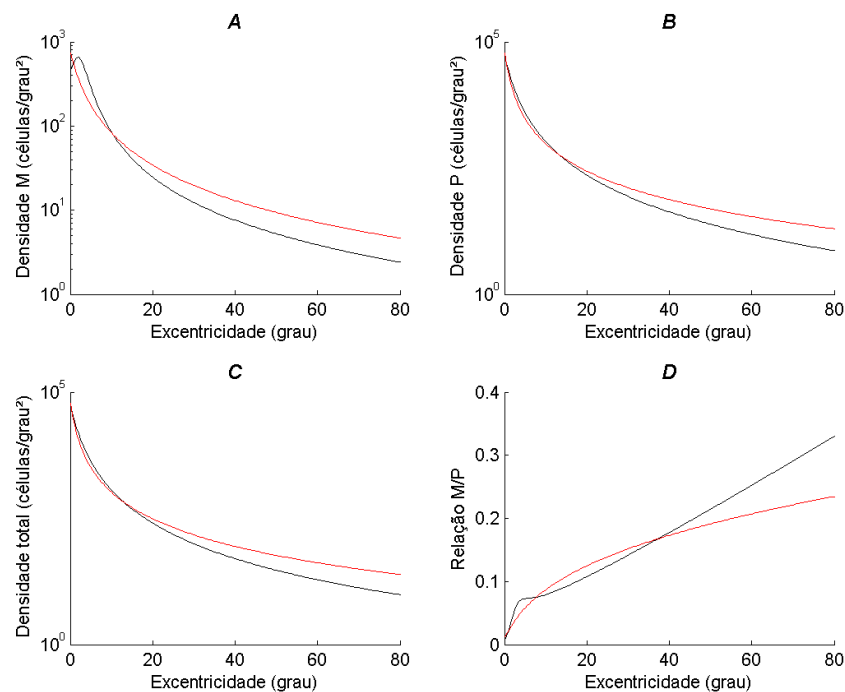 A
Densidade M (células/grau²)
10³
10²
10¹
10⁰
0
20
40
60
80
Excentricidade (grau)
B
Densidade P (células/grau²)
10⁵
10⁰
0
20
40
60
80
Excentricidade (grau)
C
Densidade total (células/grau²)
10⁵
10⁰
0
20
40
60
80
Excentricidade (grau)
D
Relação M/P
0.4
0.3
0.2
0.1
0
0
20
40
60
80
Excentricidade (grau)